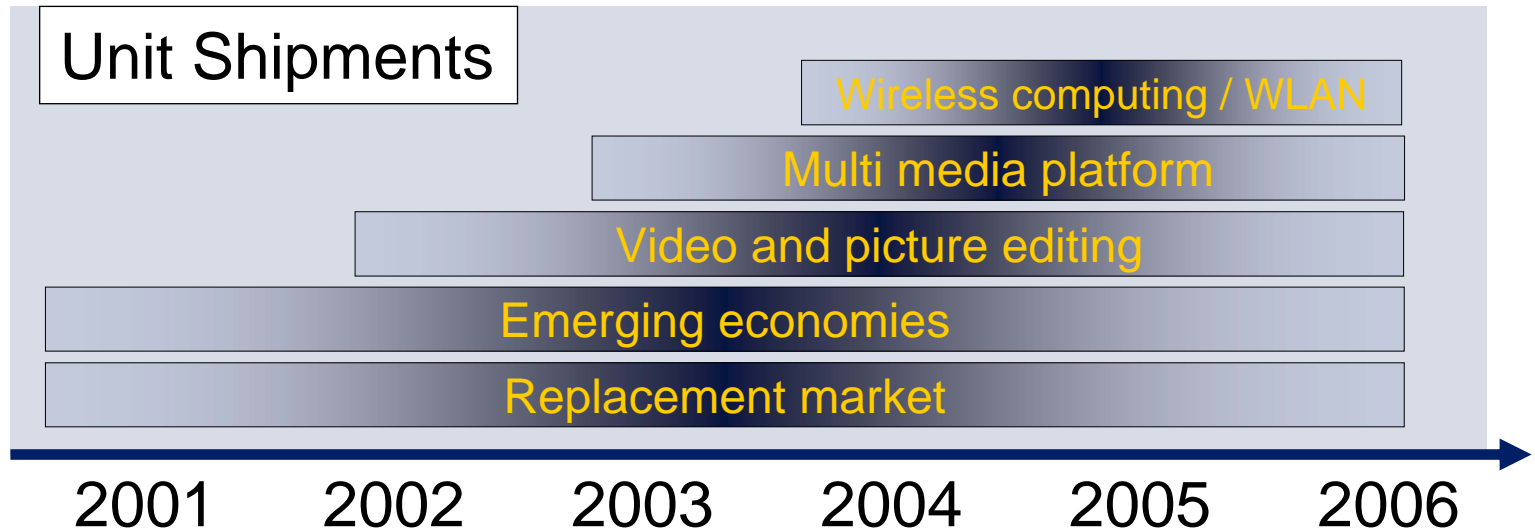 Unit Shipments
Wireless computing / WLAN
Multi media platform
Video and picture editing
Emerging economies
Replacement market
2001 2002 2003 2004 2005 2006